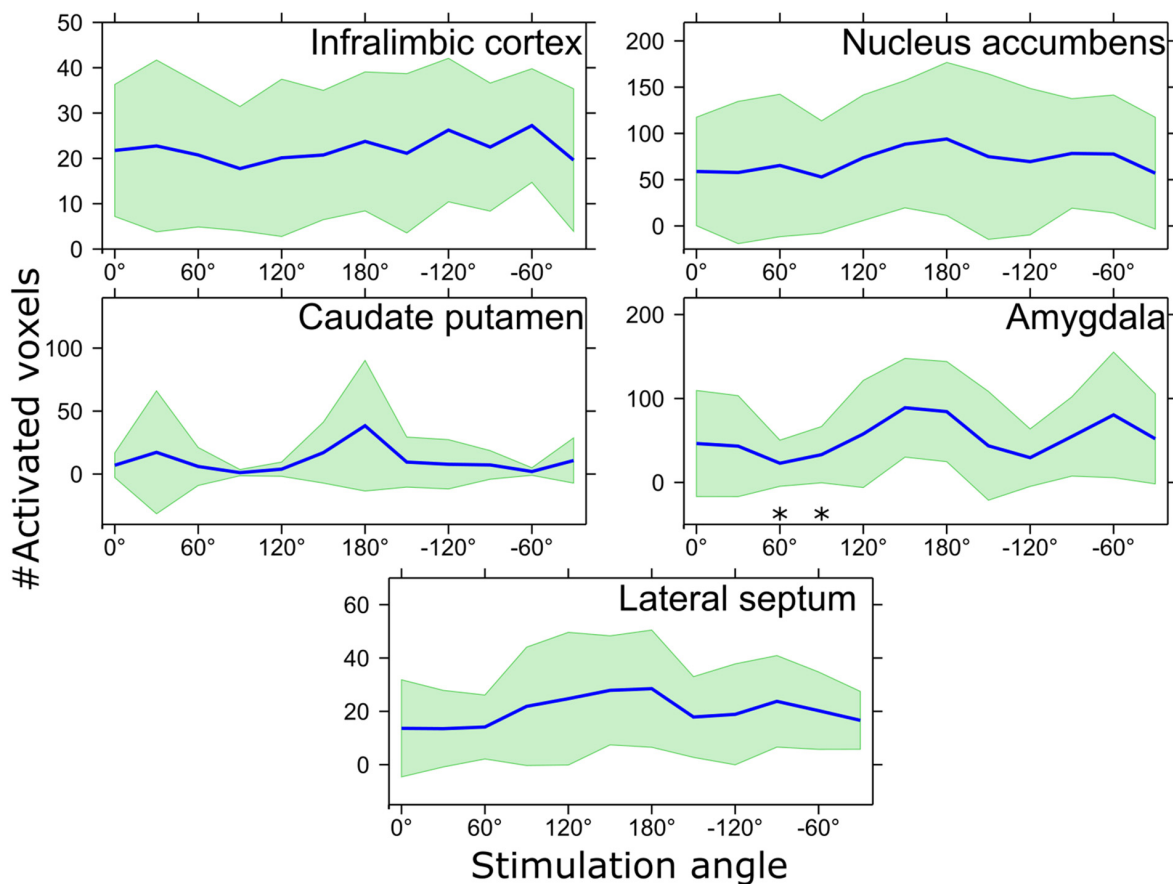 Infralimbic cortex
50
40
30
20
10
0
0° 60° 120° 180° -120° -60°
Nucleus accumbens
200
150
100
50
0
0° 60° 120° 180° -120° -60°
#Activated voxels
Caudate putamen
100
50
0
0° 60° 120° 180° -120° -60°
Amygdala
200
100
0
* *
0° 60° 120° 180° -120° -60°
Lateral septum
60
40
20
0
0° 60° 120° 180° -120° -60°
Stimulation angle